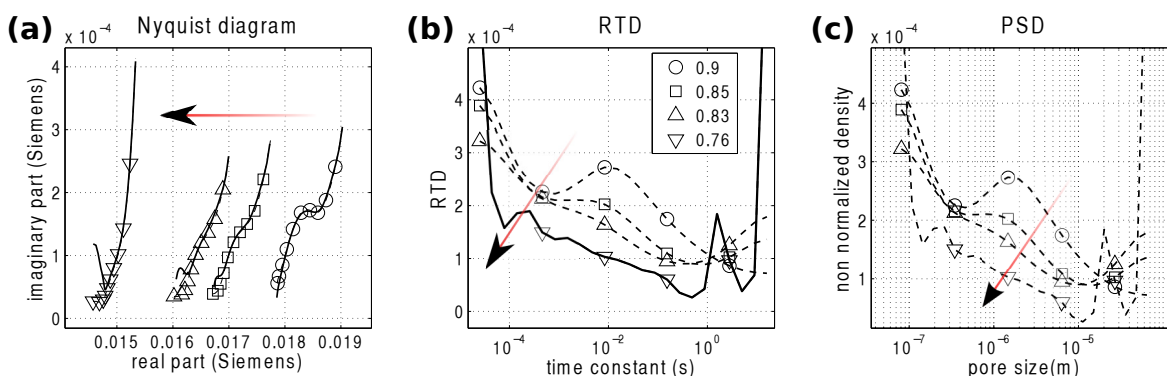 (a) Nyquist diagram
x 10⁻⁴
imaginary part (Siemens)
4
3
2
1
0
0.015 0.016 0.017 0.018 0.019
real part (Siemens)
(b) RTD
x 10⁻⁴
RTD
4
3
2
1
0
0.9
0.85
0.83
0.76
10⁻⁴ 10⁻² 10⁰
time constant (s)
(c) PSD
x 10⁻⁴
non normalized density
5
4
3
2
1
10⁻⁷ 10⁻⁶ 10⁻⁵
pore size(m)